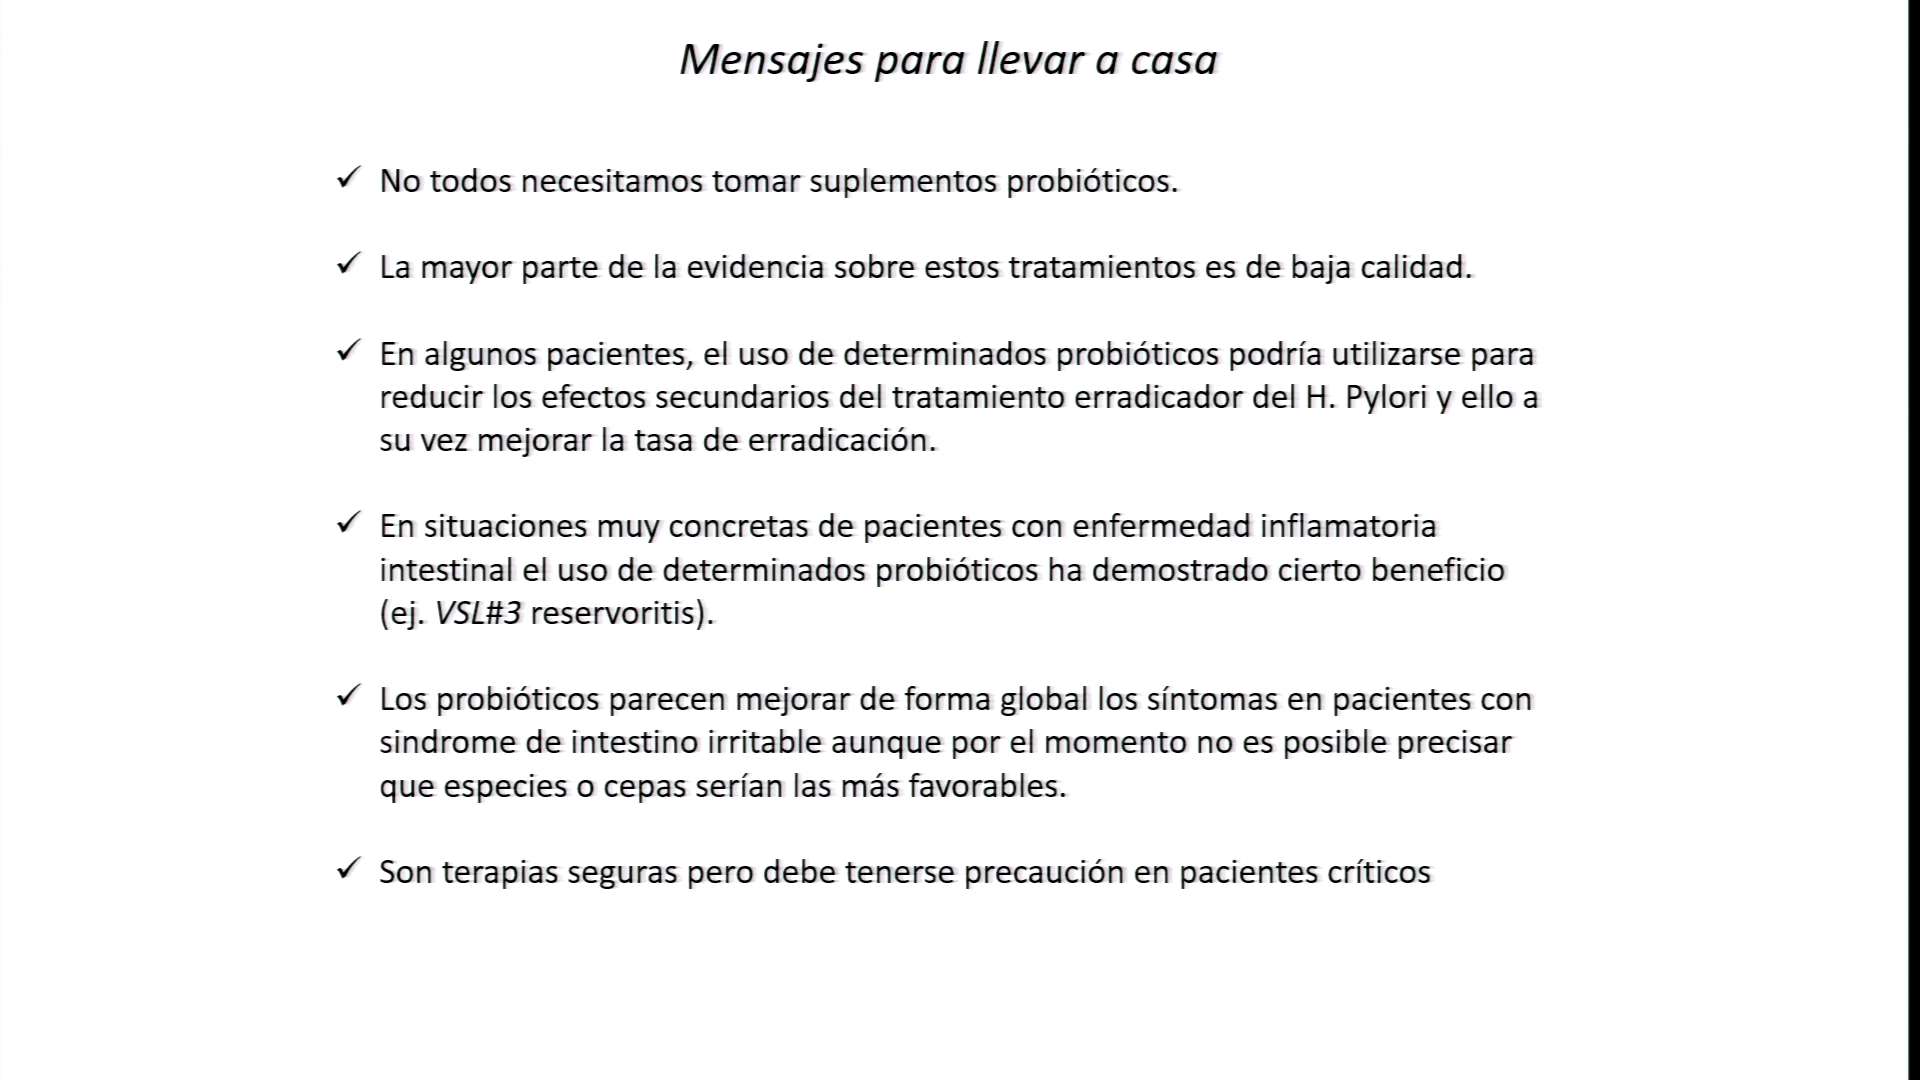 Mensajes para llevar a casa
✓ No todos necesitamos tomar suplementos probióticos.
✓ La mayor parte de la evidencia sobre estos tratamientos es de baja calidad.
✓ En algunos pacientes, el uso de determinados probióticos podría utilizarse para
reducir los efectos secundarios del tratamiento erradicador del H. Pylori y ello a
su vez mejorar la tasa de erradicación.
✓ En situaciones muy concretas de pacientes con enfermedad inflamatoria
intestinal el uso de determinados probióticos ha demostrado cierto beneficio
(ej. VSL#3 reservoritis).
✓ Los probióticos parecen mejorar de forma global los síntomas en pacientes con
sindrome de intestino irritable aunque por el momento no es posible precisar
que especies o cepas serían las más favorables.
✓ Son terapias seguras pero debe tenerse precaución en pacientes críticos